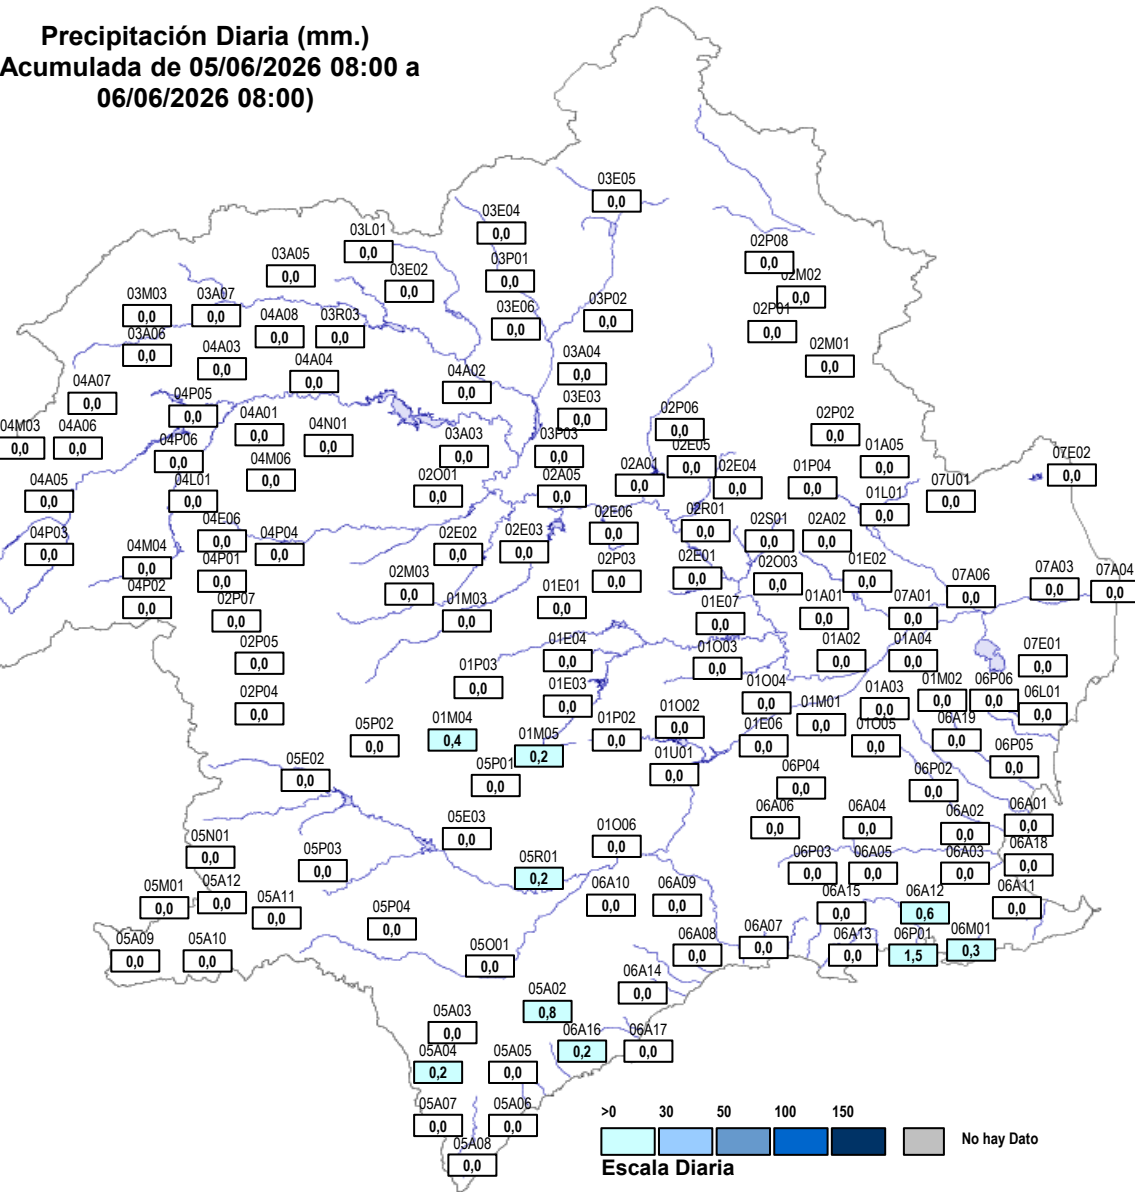 Precipitación Diaria (mm.)
Acumulada de 05/06/2026 08:00 a
06/06/2026 08:00)
03E05
0,0
03E04
0,0
03L01
0,0
02P08
0,0
03A05
0,0
03P01
0,0
03E02
0,0
02M02
0,0
03M03
0,0
03A07
0,0
03P02
0,0
04A08
0,0
03R03
0,0
03E06
0,0
02P01
0,0
03A06
0,0
04A03
0,0
03A04
0,0
02M01
0,0
04A04
0,0
04A02
0,0
04A07
0,0
04P05
0,0
03E03
0,0
02P06
0,0
02P02
0,0
04M03
0,0
04A06
0,0
04A01
0,0
04N01
0,0
03A03
0,0
03P03
0,0
04P06
0,0
02E05
0,0
01A05
0,0
07E02
0,0
04M06
0,0
02A01
0,0
02E04
0,0
01P04
0,0
04A05
0,0
04L01
0,0
02O01
0,0
02A05
0,0
07U01
0,0
01L01
0,0
04E06
0,0
02E06
0,0
02R01
0,0
02S01
0,0
02A02
0,0
04P03
0,0
04P04
0,0
02E02
0,0
02E03
0,0
04M04
0,0
04P01
0,0
02P03
0,0
02E01
0,0
02O03
0,0
01E02
0,0
02M03
0,0
07A06
0,0
07A03
0,0
07A04
0,0
04P02
0,0
02P07
0,0
01M03
0,0
01E01
0,0
01E07
0,0
01A01
0,0
07A01
0,0
02P05
0,0
01E04
0,0
01O03
0,0
01A02
0,0
01A04
0,0
07E01
0,0
01P03
0,0
02P04
0,0
01E03
0,0
01O04
0,0
01A03
0,0
01M02
0,0
06P06
0,0
06L01
0,0
05P02
0,0
01M04
0,4
01M05
0,2
01P02
0,0
01O02
0,0
01E06
0,0
01M01
0,0
01O05
0,0
06A19
0,0
05E02
0,0
05P01
0,0
01U01
0,0
06P04
0,0
06P02
0,0
06P05
0,0
05E03
0,0
01O06
0,0
06A06
0,0
06A04
0,0
06A02
0,0
06A01
0,0
05N01
0,0
05P03
0,0
05R01
0,2
06P03
0,0
06A05
0,0
06A03
0,0
06A18
0,0
05M01
0,0
05A12
0,0
05A11
0,0
06A10
0,0
06A09
0,0
06A15
0,0
06A12
0,6
06A11
0,0
05P04
0,0
05A09
0,0
05A10
0,0
05O01
0,0
06A08
0,0
06A07
0,0
06A13
0,0
06P01
1,5
06M01
0,3
06A14
0,0
05A02
0,8
05A03
0,0
06A16
0,2
06A17
0,0
05A04
0,2
05A05
0,0
05A07
0,0
05A06
0,0
05A08
0,0
>0 30 50 100 150
No hay Dato
Escala Diaria